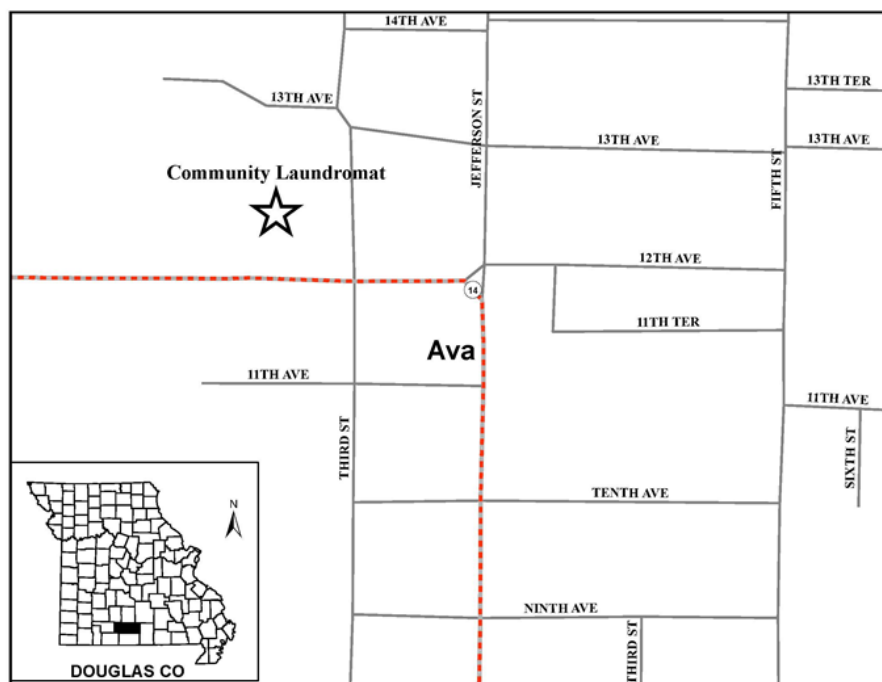 14TH AVE
13TH TER
13TH AVE
JEFFERSON ST
13TH AVE
13TH AVE
FIFTH ST
Community Laundromat
12TH AVE
14
11TH TER
Ava
11TH AVE
11TH AVE
THIRD ST
SIXTH ST
TENTH AVE
N
NINTH AVE
THIRD ST
DOUGLAS CO